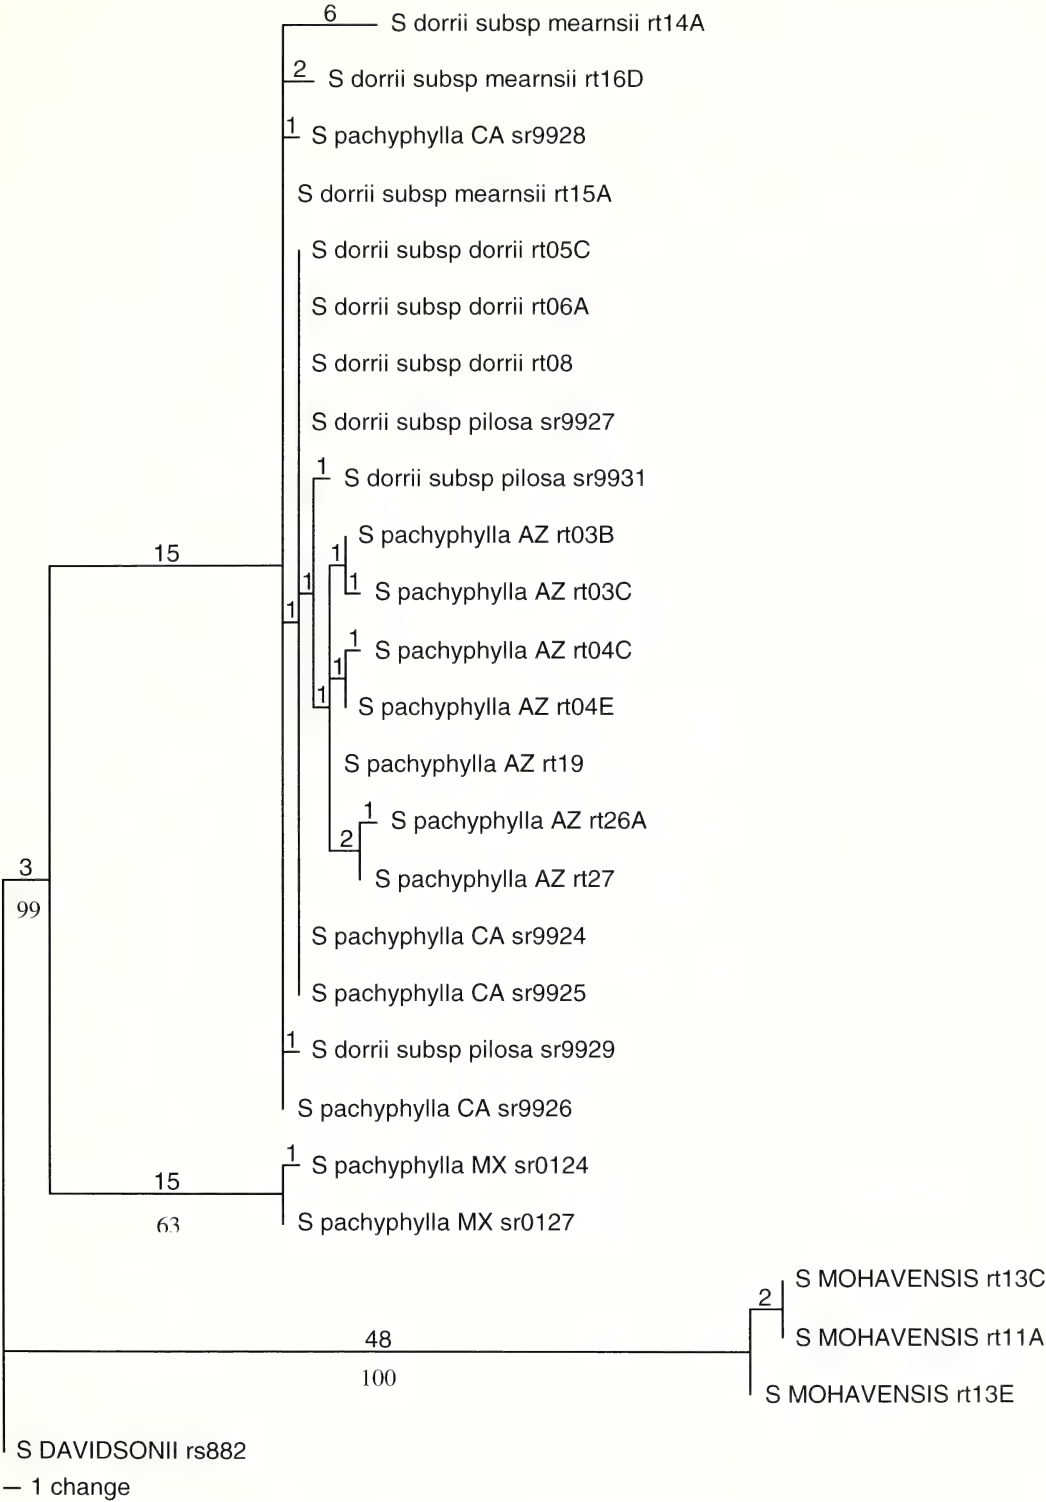 6
S dorrii subsp mearnsii rt14A
2
S dorrii subsp mearnsii rt16D
1
S pachyphylla CA sr9928
S dorrii subsp mearnsii rt15A
S dorrii subsp dorrii rt05C
S dorrii subsp dorrii rt06A
S dorrii subsp dorrii rt08
S dorrii subsp pilosa sr9927
1
S dorrii subsp pilosa sr9931
S pachyphylla AZ rt03B
15
1
1
1
S pachyphylla AZ rt03C
1
1
S pachyphylla AZ rt04C
1
1
S pachyphylla AZ rt04E
S pachyphylla AZ rt19
1
S pachyphylla AZ rt26A
2
3
S pachyphylla AZ rt27
99
S pachyphylla CA sr9924
S pachyphylla CA sr9925
1
S dorrii subsp pilosa sr9929
S pachyphylla CA sr9926
1
S pachyphylla MX sr0124
15
63
S pachyphylla MX sr0127
S MOHAVENSIS rt13C
2
48
S MOHAVENSIS rt11A
100
S MOHAVENSIS rt13E
S DAVIDSONII rs882
1 change